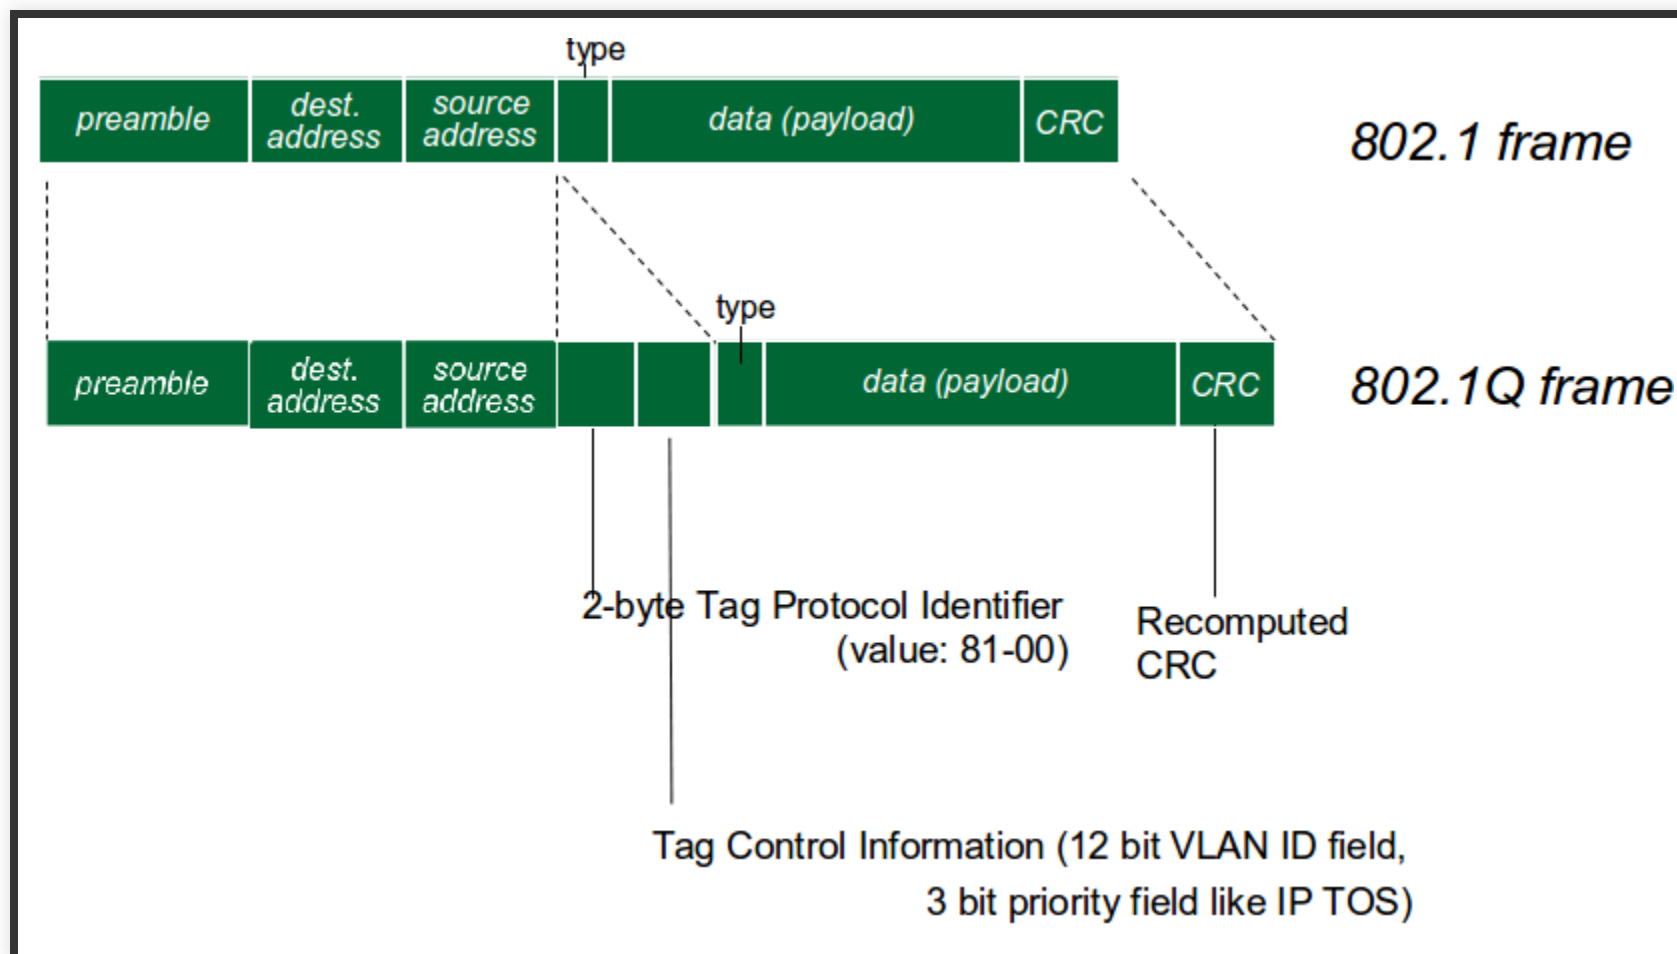 type
preamble
dest.
address
source
address
data (payload)
CRC
802.1 frame
type
preamble
dest.
address
source
address
data (payload)
CRC
802.1Q frame
2-byte Tag Protocol Identifier
(value: 81-00)
Recomputed
CRC
Tag Control Information (12 bit VLAN ID field,
3 bit priority field like IP TOS)